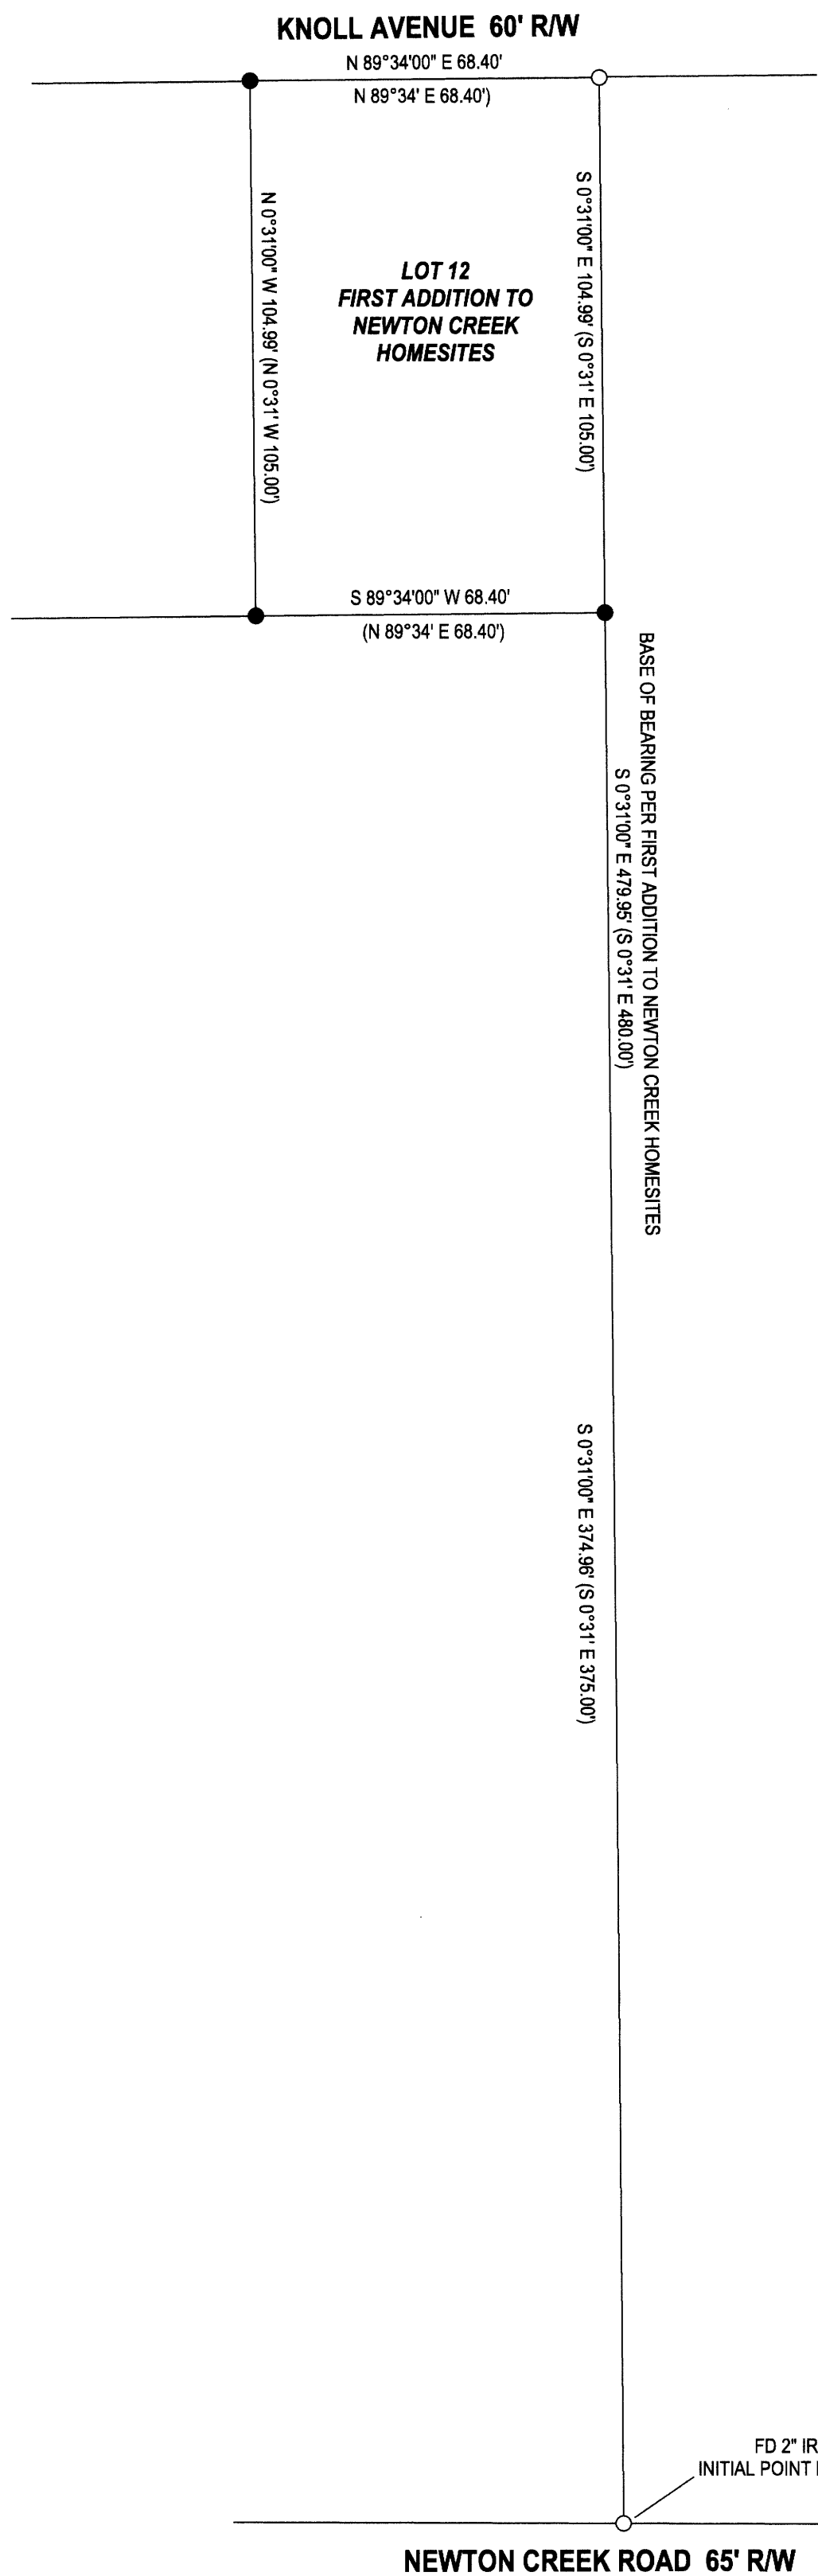 KNOLL AVENUE 60' R/W
N 89°34'00" E 68.40'
N 89°34' E 68.40')
N 0°31'00" W 104.99' (N 0°31' W 105.00')
S 0°31'00" E 104.99' (S 0°31' E 105.00')
LOT 12
FIRST ADDITION TO
NEWTON CREEK
HOMESITES
S 89°34'00" W 68.40'
(N 89°34' E 68.40')
BASE OF BEARING PER FIRST ADDITION TO NEWTON CREEK HOMESITES
S 0°31'00" E 479.95' (S 0°31' E 480.00')
S 0°31'00" E 374.96' (S 0°31' E 375.00')
FD 2" IR
INITIAL POINT
NEWTON CREEK ROAD 65' R/W